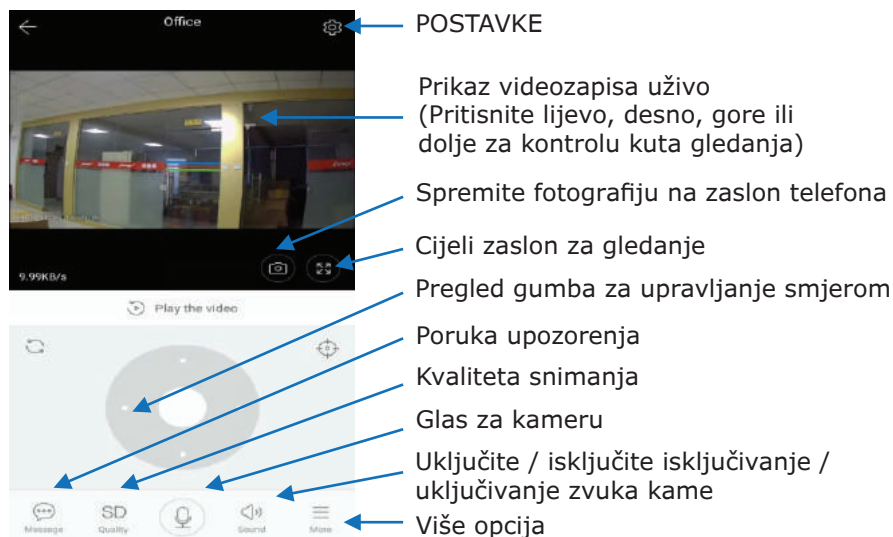 Office
POSTAVKE
Prikaz videozapisa uživo
(Pritisnite lijevo, desno, gore ili
dolje za kontrolu kuta gledanja)
Spremite fotografiju na zaslon telefona
Cijeli zaslon za gledanje
9.99KB/s
Pregled gumba za upravljanje smjerom
Play the video
Poruka upozorenja
Kvaliteta snimanja
Glas za kameru
Uključite / isključite isključivanje /
uključivanje zvuka kame
SD
Message
Quality
Sound
More
Više opcija